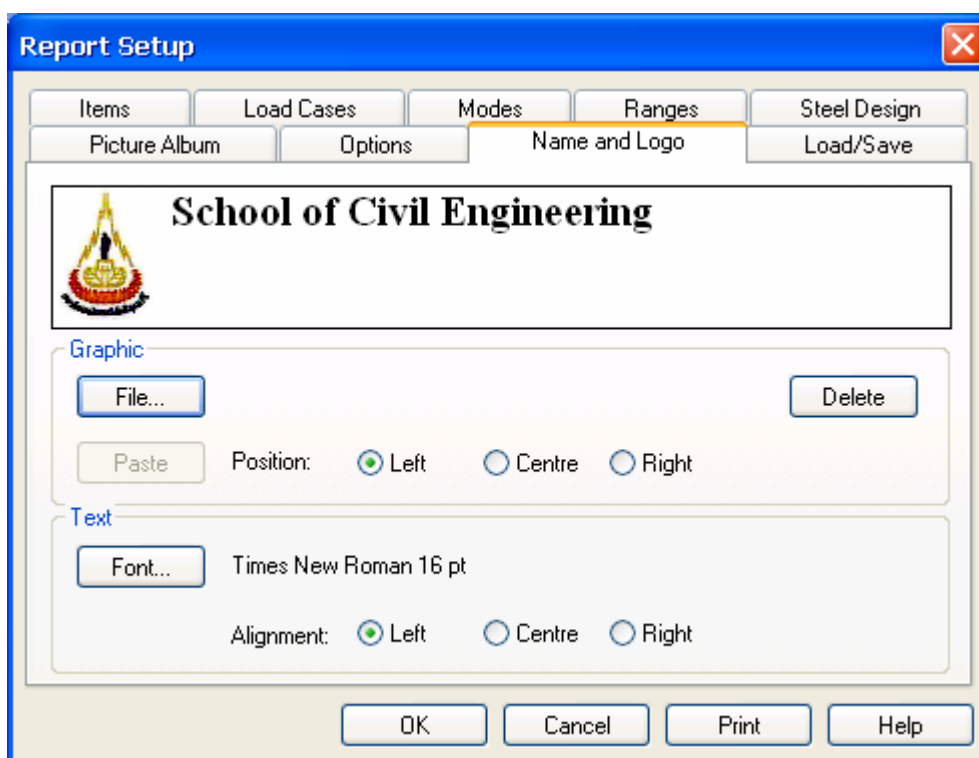 Report Setup
Items Load Cases Modes Ranges Steel Design
Picture Album Options Name and Logo Load/Save
School of Civil Engineering
Graphic
File... Delete
Paste Position: Left Centre Right
Text
Font... Times New Roman 16 pt
Alignment: Left Centre Right
OK Cancel Print Help